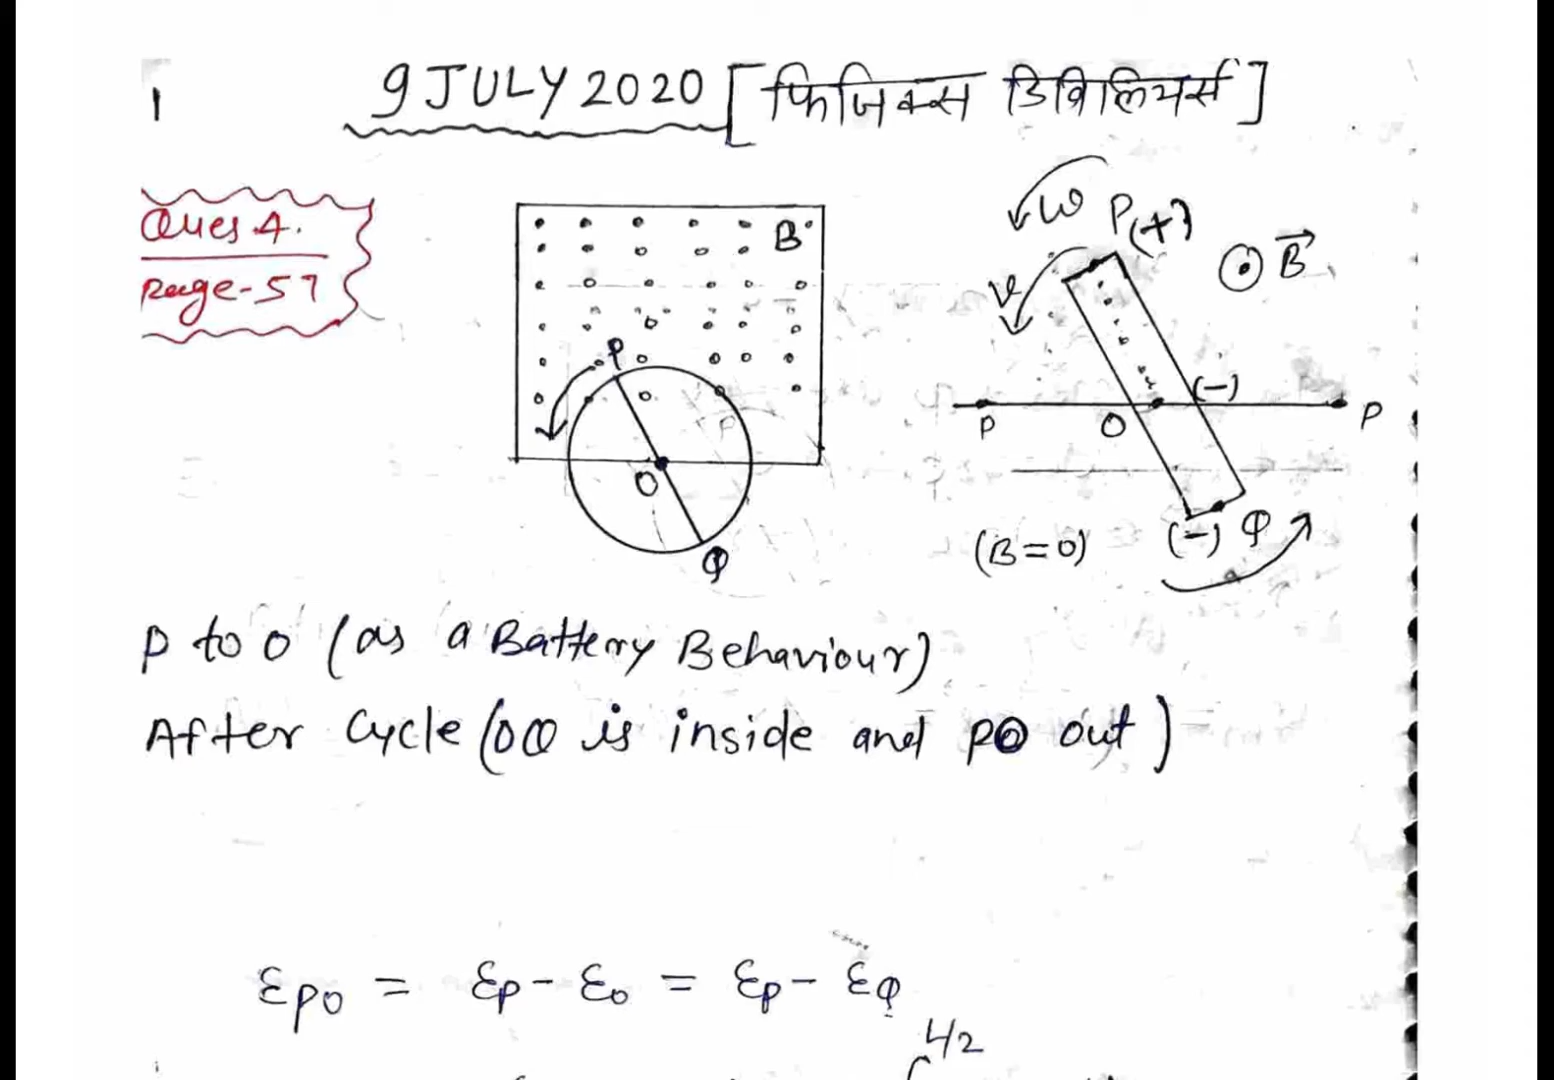 1
9 JULY 2020 [फिजिक्स डिबिलियर्स]
Ques 4.
Page-57
B
P
O
Q
ω P(+)
⊙ B⃗
v
(-)
P O P
(B=0) (-) Q
P to O (as a Battery Behaviour)
After Cycle (OQ is inside and PO out)
εPO = εP - εO = εP - εQ
L/2